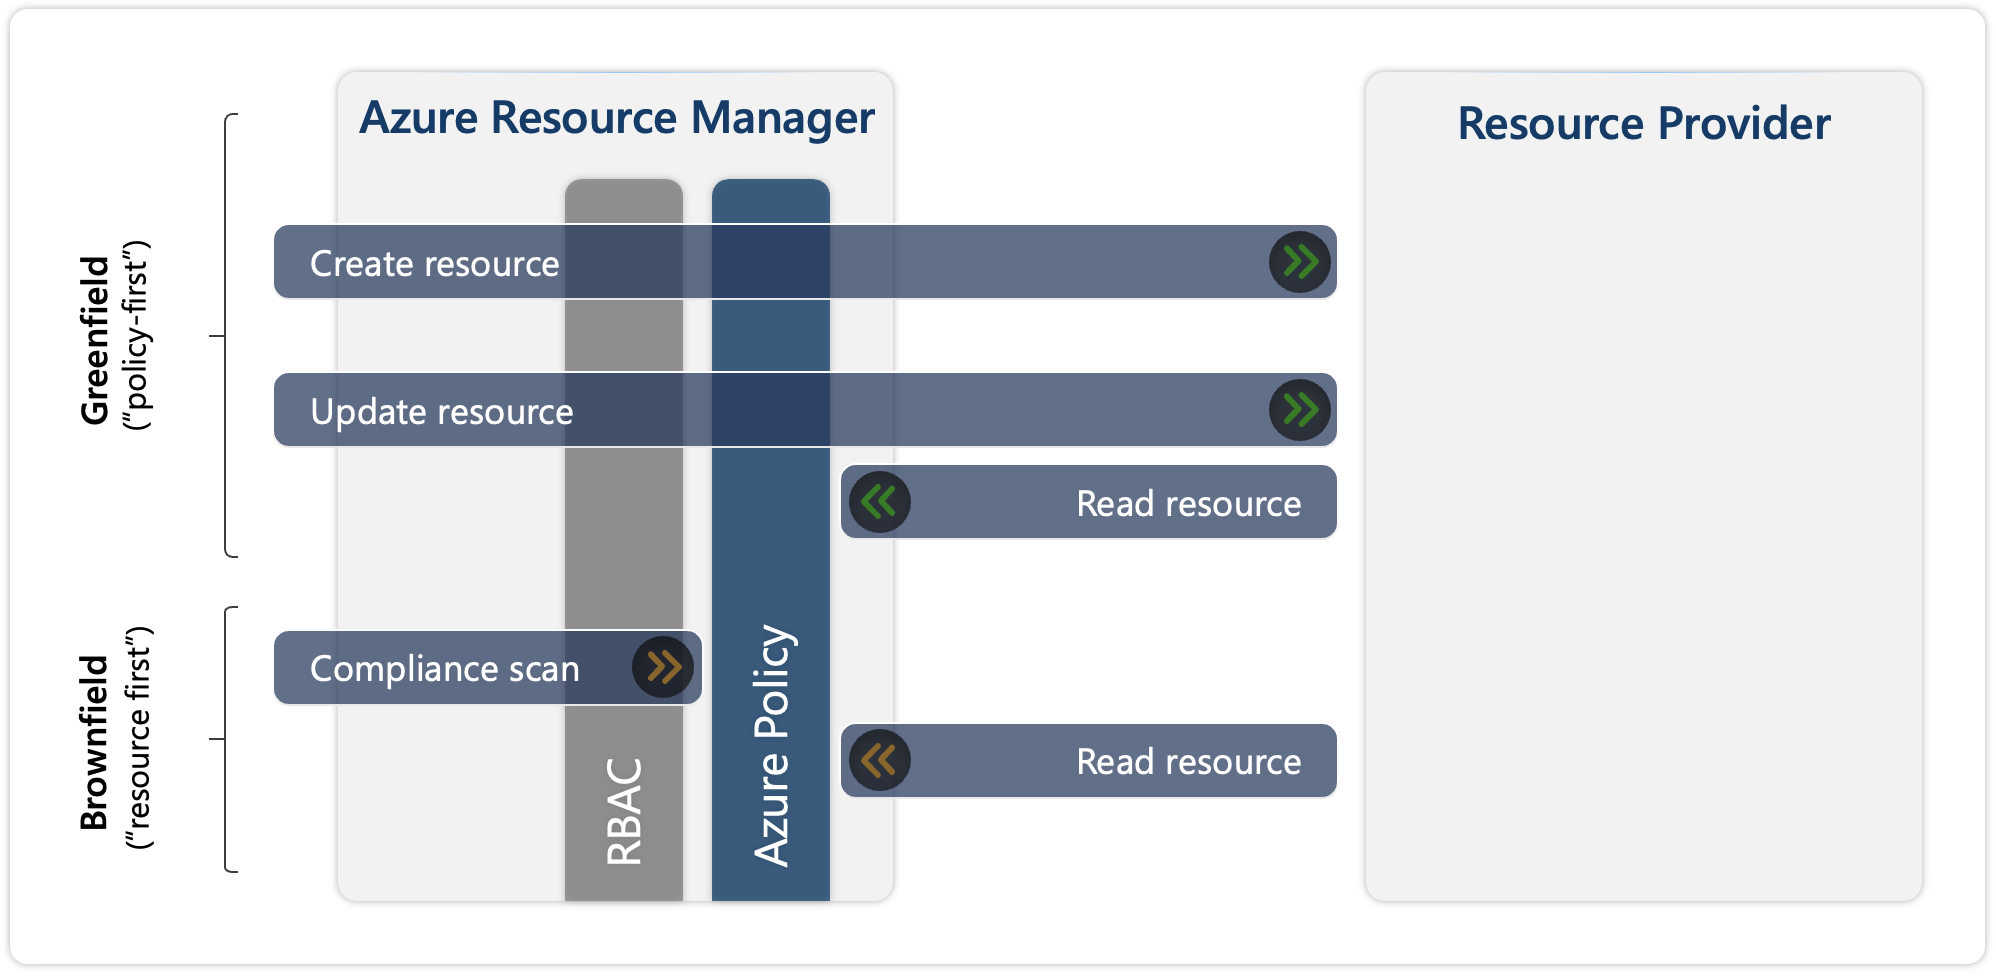 Azure Resource Manager
Resource Provider
Greenfield
(“policy-first”)
Create resource
Update resource
Read resource
Brownfield
(“resource first”)
Compliance scan
Read resource
RBAC
Azure Policy